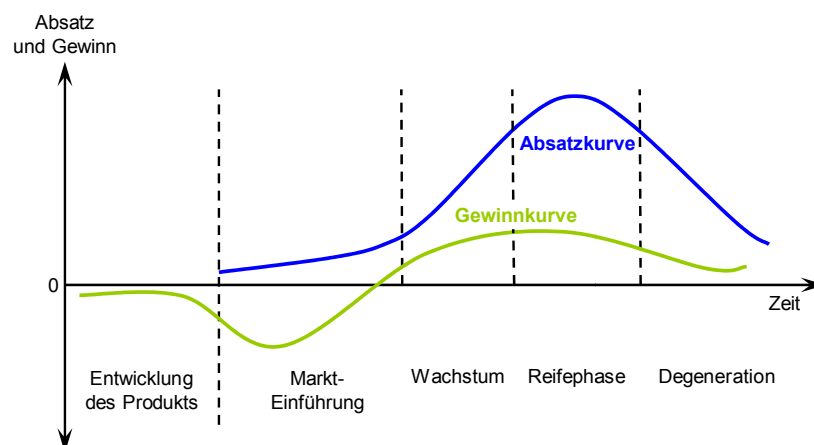 Absatz
und Gewinn
Absatzkurve
Gewinnkurve
0
Zeit
Entwicklung
des Produkts
Markt-
Einführung
Wachstum
Reifephase
Degeneration